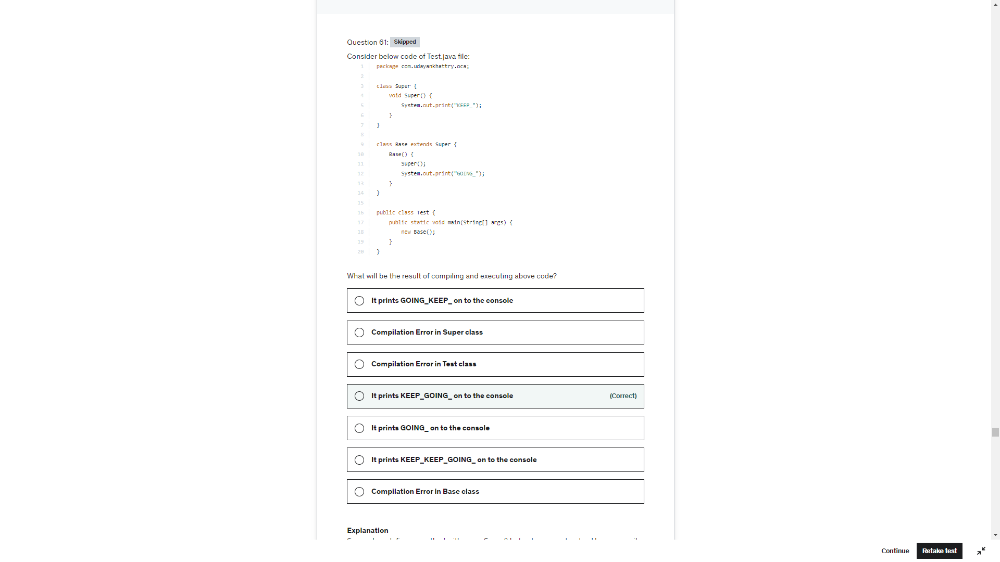 Question 61: Skipped
Consider below code of Test.java file:
1 package com.udayankhattry.oca;
2
3 class Super {
4 void Super() {
5 System.out.print("KEEP_");
6 }
7 }
8
9 class Base extends Super {
10 Base() {
11 Super();
12 System.out.print("GOING_");
13 }
14 }
15
16 public class Test {
17 public static void main(String[] args) {
18 new Base();
19 }
20 }
What will be the result of compiling and executing above code?
It prints GOING_KEEP_ on to the console
Compilation Error in Super class
Compilation Error in Test class
It prints KEEP_GOING_ on to the console (Correct)
It prints GOING_ on to the console
It prints KEEP_KEEP_GOING_ on to the console
Compilation Error in Base class
Explanation
Continue Retake test